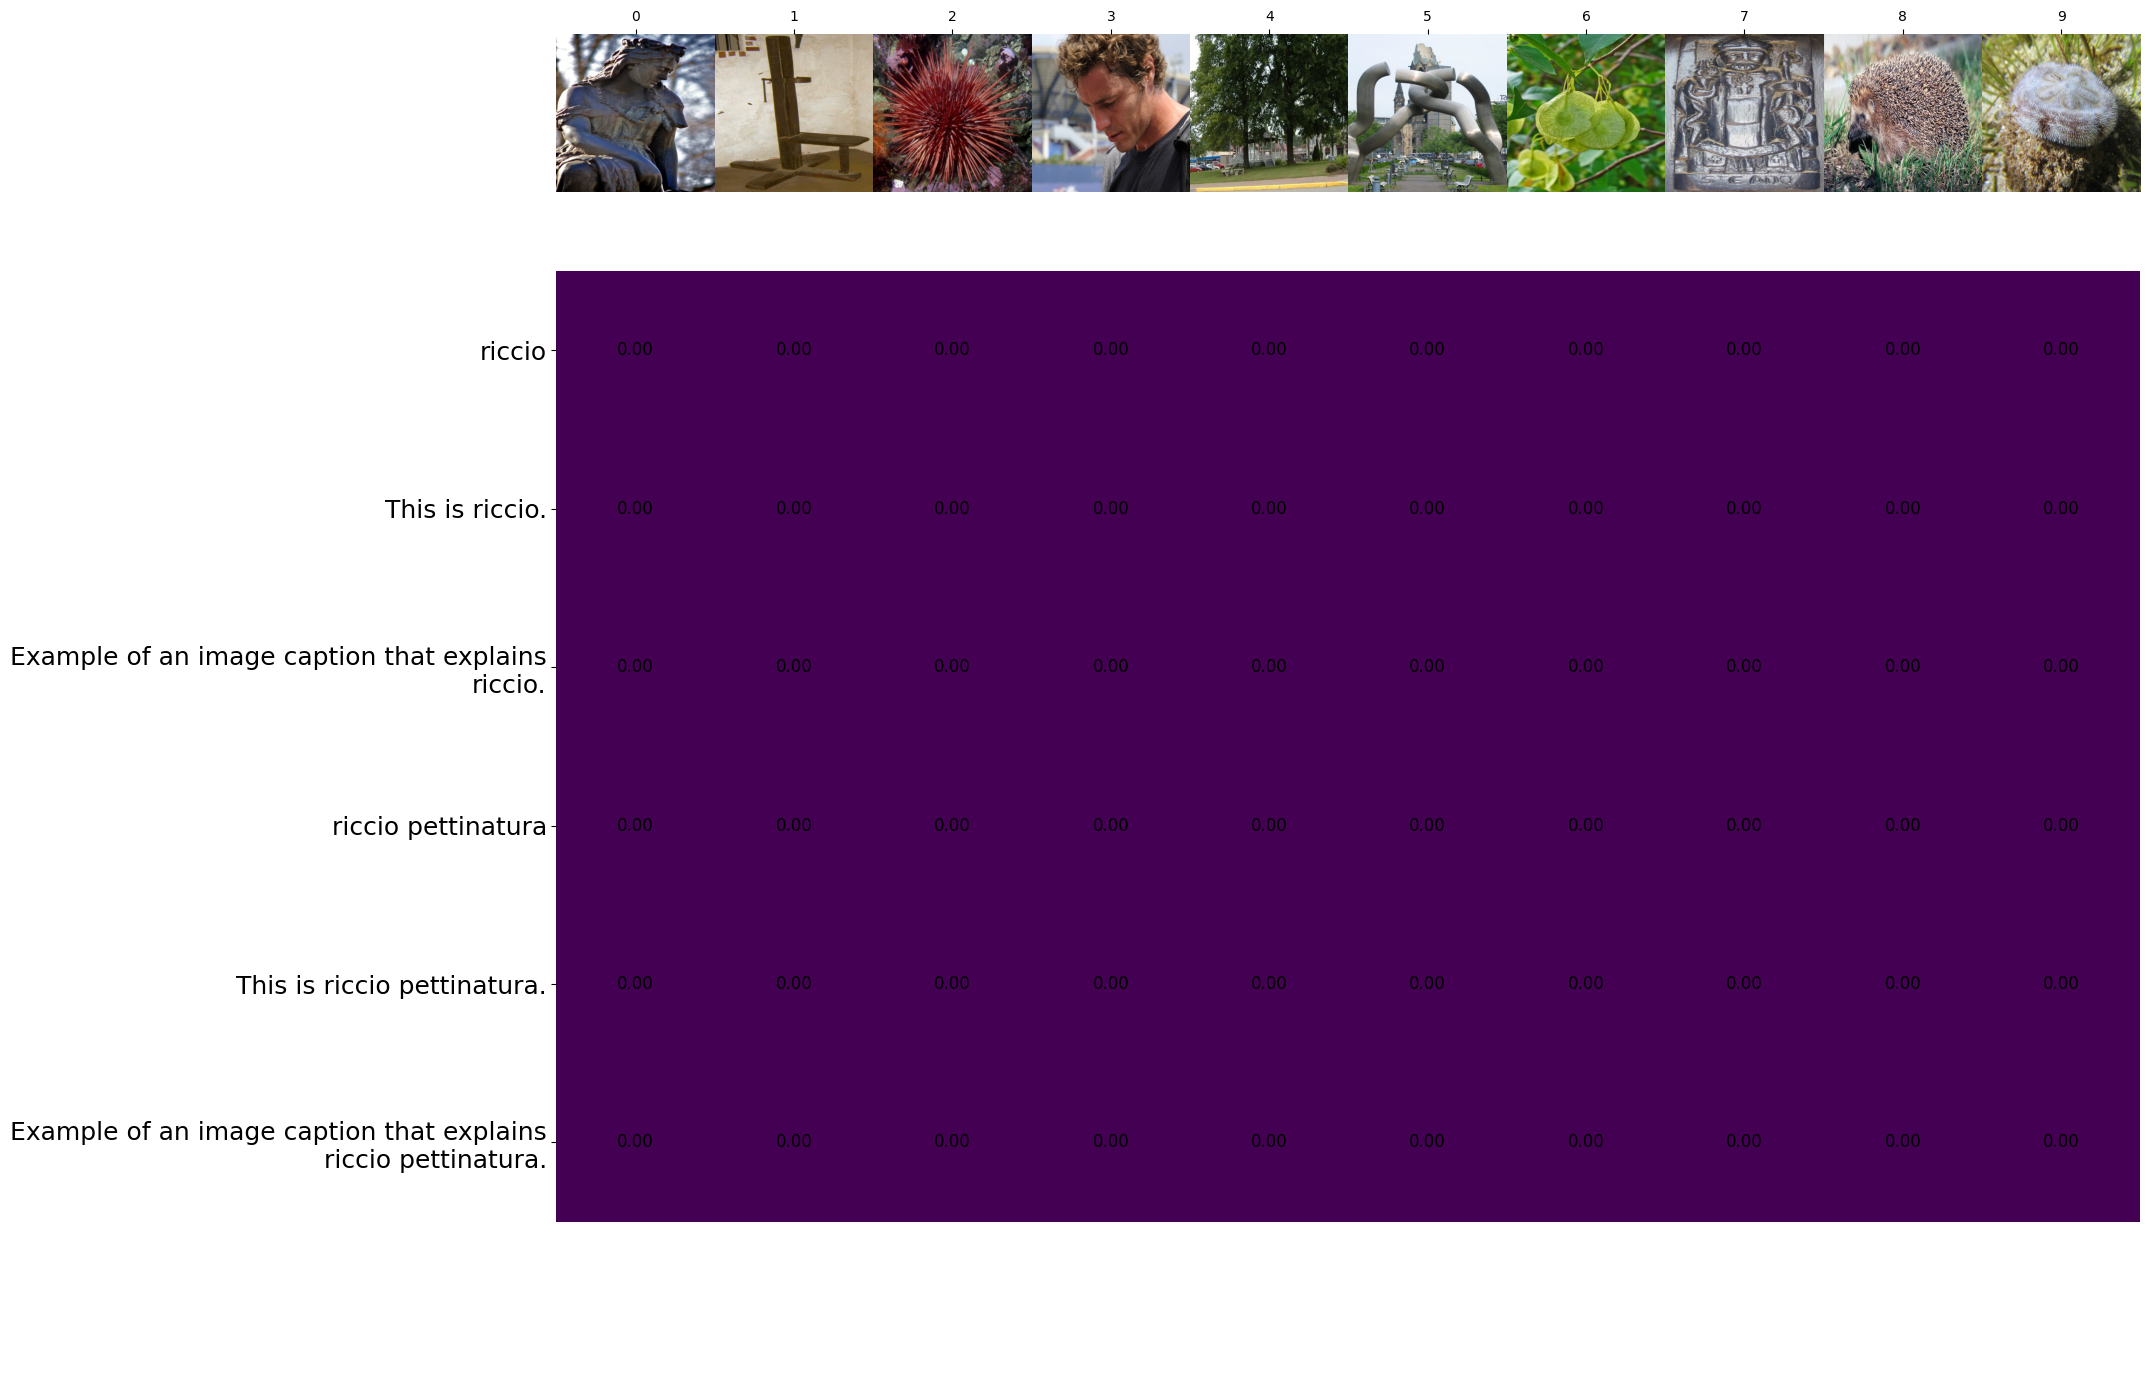 0 1 2 3 4 5 6 7 8 9
riccio 0.00 0.00 0.00 0.00 0.00 0.00 0.00 0.00 0.00 0.00
This is riccio. 0.00 0.00 0.00 0.00 0.00 0.00 0.00 0.00 0.00 0.00
Example of an image caption that explains
riccio. 0.00 0.00 0.00 0.00 0.00 0.00 0.00 0.00 0.00 0.00
riccio pettinatura 0.00 0.00 0.00 0.00 0.00 0.00 0.00 0.00 0.00 0.00
This is riccio pettinatura. 0.00 0.00 0.00 0.00 0.00 0.00 0.00 0.00 0.00 0.00
Example of an image caption that explains
riccio pettinatura. 0.00 0.00 0.00 0.00 0.00 0.00 0.00 0.00 0.00 0.00